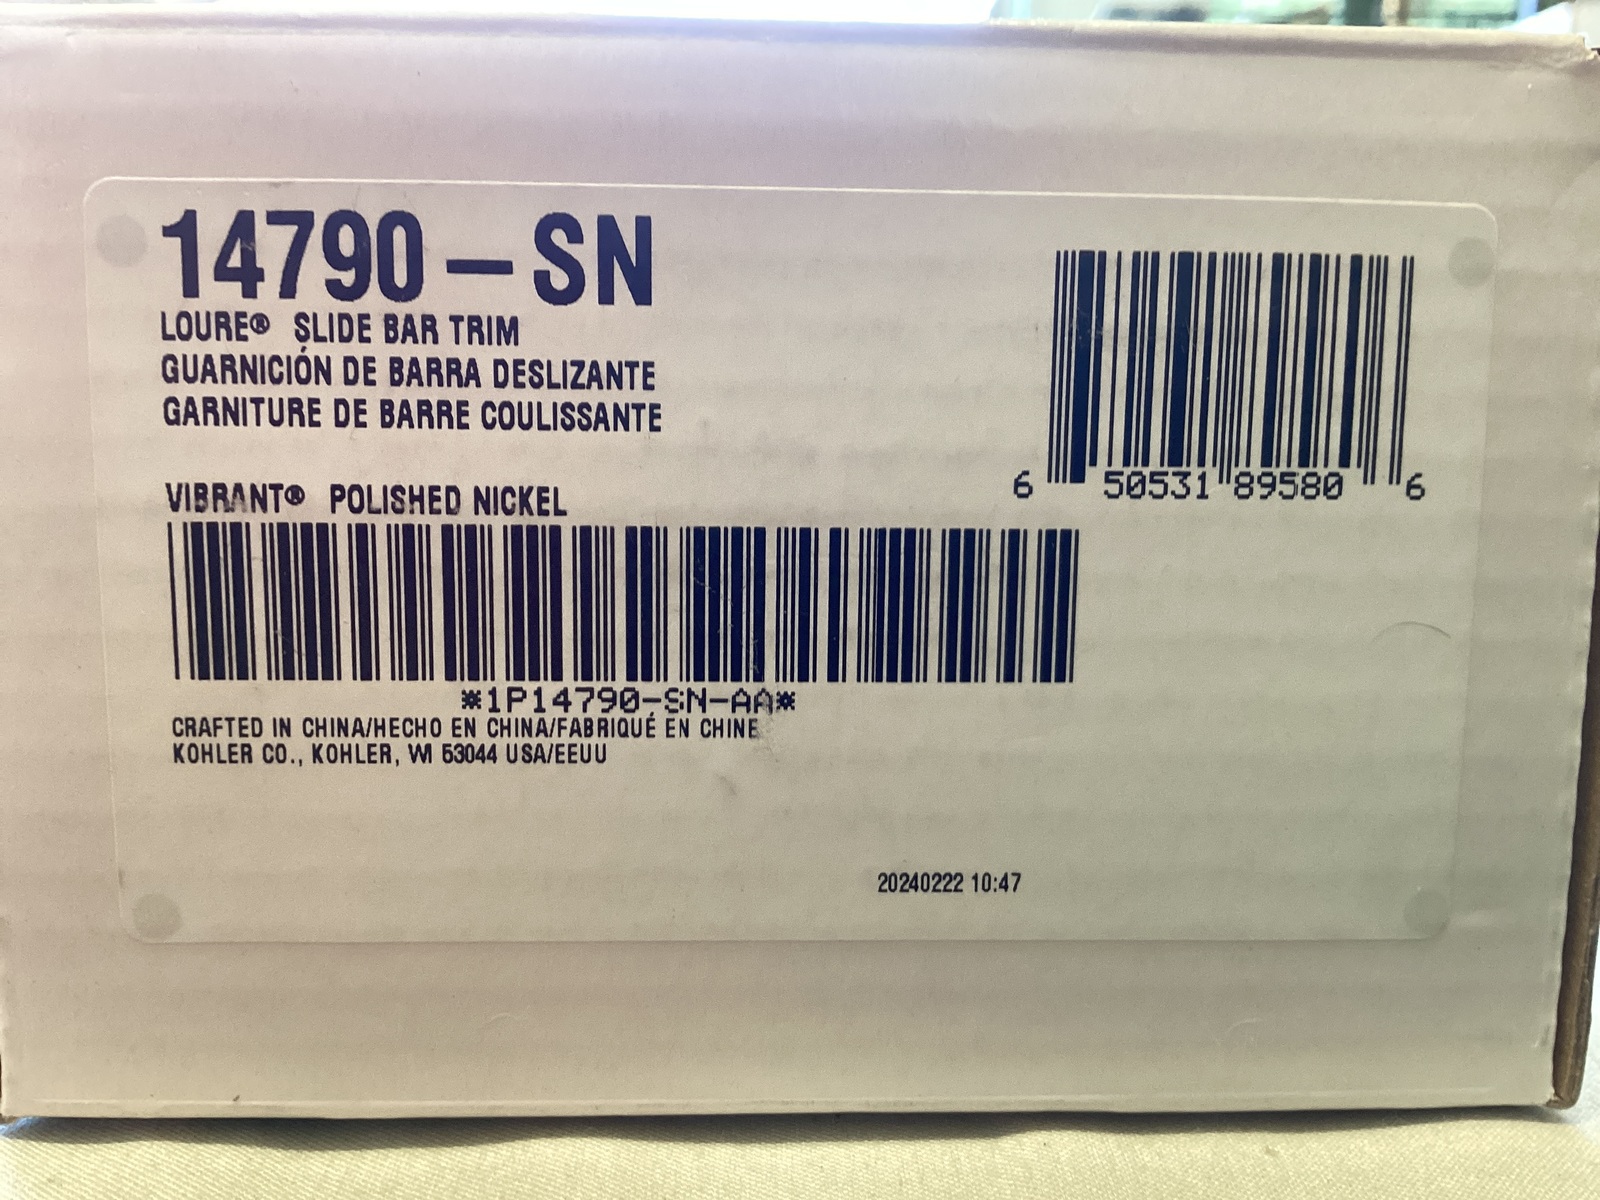 14790-SN
LOURE® SLIDE BAR TRIM
GUARNICIÓN DE BARRA DESLIZANTE
GARNITURE DE BARRE COULISSANTE
6 50531 89580 6
VIBRANT® POLISHED NICKEL
*1P14790-SN-AA*
CRAFTED IN CHINA/HECHO EN CHINA/FABRIQUÉ EN CHINE
KOHLER CO., KOHLER, WI 53044 USA/EEUU
20240222 10:47